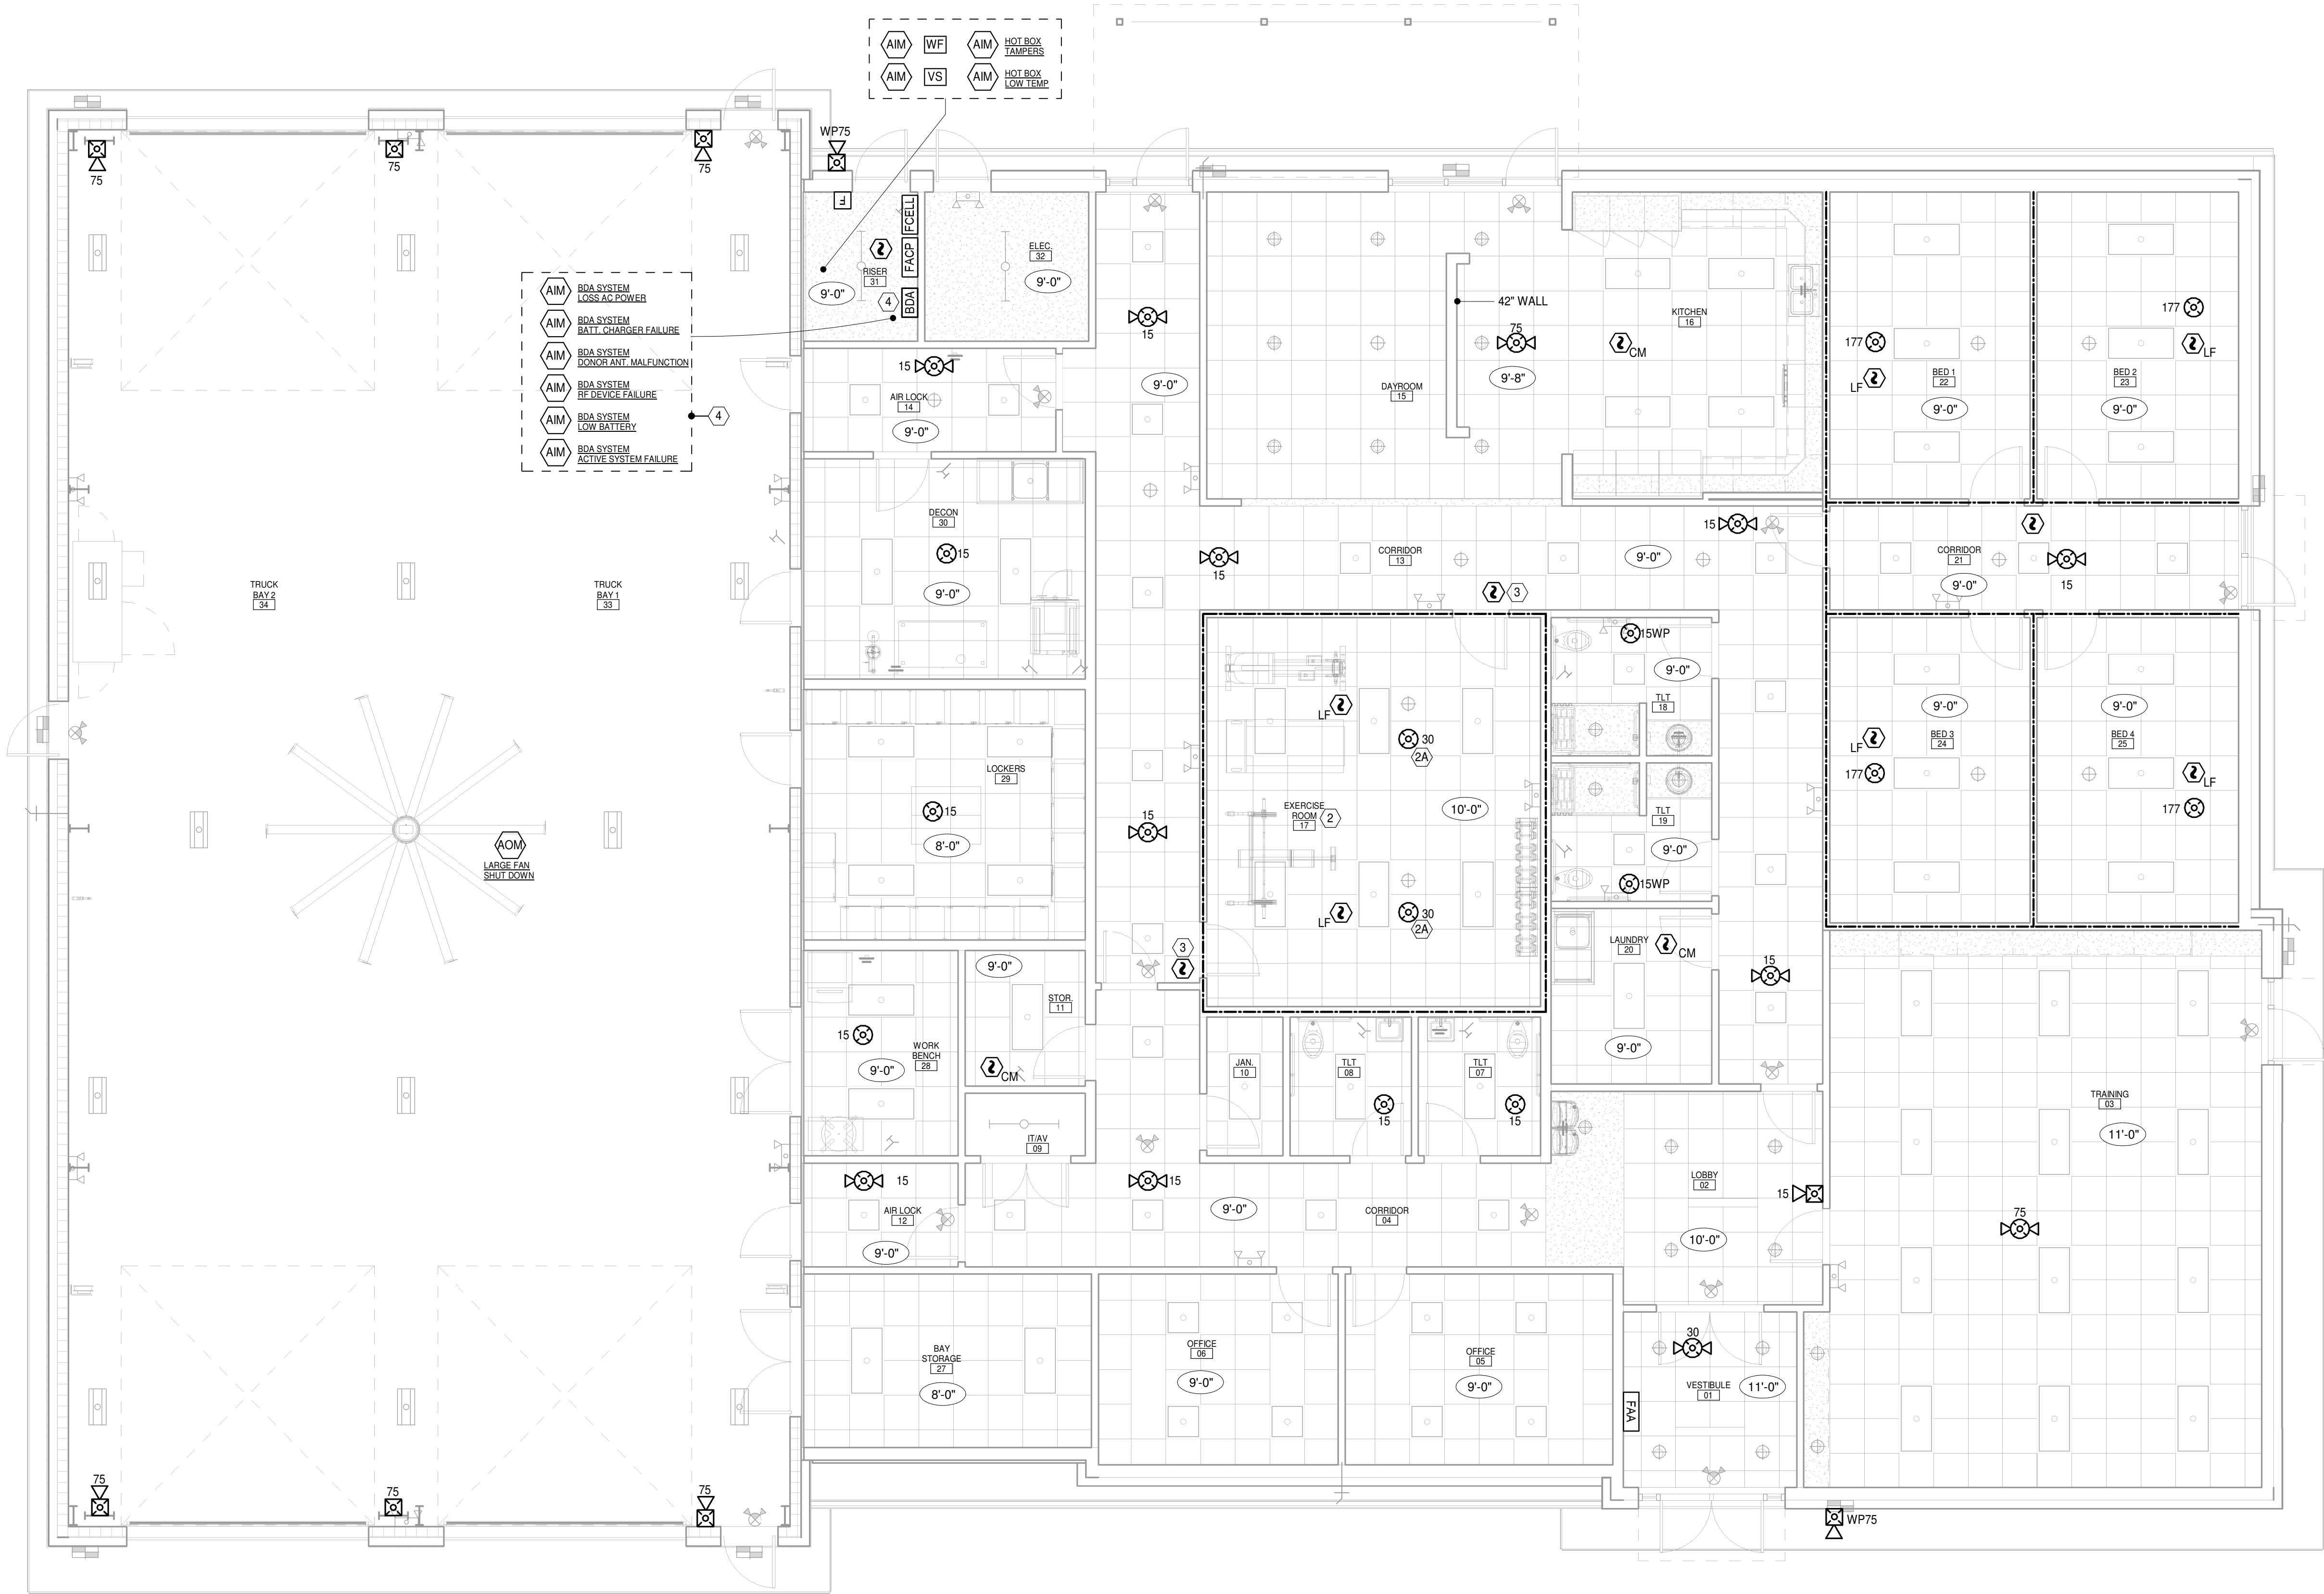 AIM WF AIM HOT BOX
TAMPERS
AIM VS AIM HOT BOX
LOW TEMP
75
75
75
WP75
F
FCELL
FACP
BDA
RISER
31
9'-0"
4
ELEC.
32
9'-0"
AIM BDA SYSTEM
LOSS AC POWER
AIM BDA SYSTEM
BATT. CHARGER FAILURE
AIM BDA SYSTEM
DONOR ANT. MALFUNCTION
AIM BDA SYSTEM
RF DEVICE FAILURE
AIM BDA SYSTEM
LOW BATTERY
AIM BDA SYSTEM
ACTIVE SYSTEM FAILURE
4
15
AIR LOCK
14
9'-0"
15
9'-0"
42" WALL
75
9'-8"
DAYROOM
15
KITCHEN
16
CM
177
LF
BED 1
22
9'-0"
177
LF
BED 2
23
9'-0"
DECON
30
15
9'-0"
15
CORRIDOR
13
9'-0"
15
3
CORRIDOR
21
9'-0"
15
TRUCK
BAY 2
34
TRUCK
BAY 1
33
15WP
9'-0"
TLT
18
LF
30
2A
EXERCISE
ROOM
17
2
10'-0"
LF
30
2A
TLT
19
9'-0"
15WP
9'-0"
LF
BED 3
24
177
9'-0"
BED 4
25
LF
177
LOCKERS
29
15
8'-0"
15
AOM
LARGE FAN
SHUT DOWN
3
LAUNDRY
20
CM
9'-0"
15
9'-0"
STOR.
11
CM
15
WORK
BENCH
28
9'-0"
IT/AV
09
JAN.
10
TLT
08
15
TLT
07
15
TRAINING
03
11'-0"
75
15
AIR LOCK
12
9'-0"
15
9'-0"
CORRIDOR
04
LOBBY
02
15
10'-0"
BAY
STORAGE
27
8'-0"
OFFICE
06
9'-0"
OFFICE
05
9'-0"
30
VESTIBULE
01
11'-0"
FAA
75
75
75
WP75